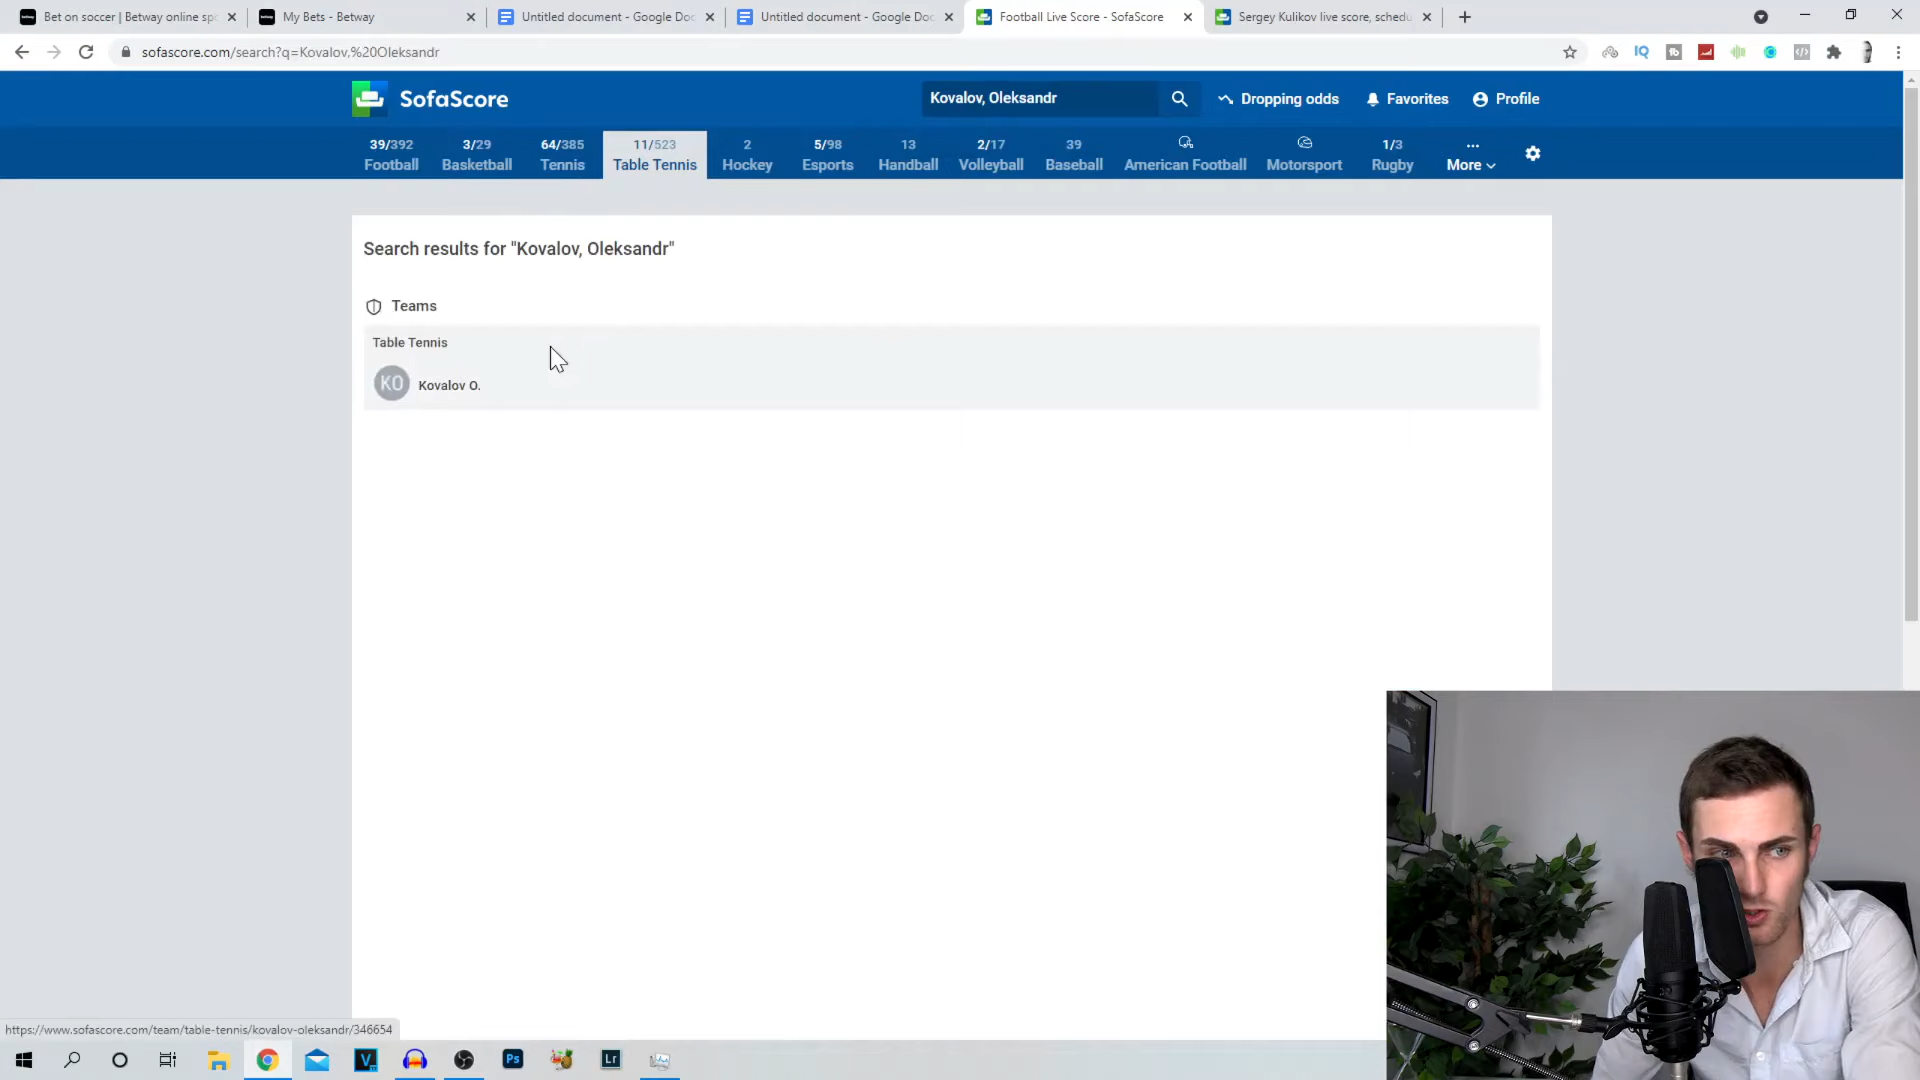 Bet on soccer | Betway online spo
My Bets - Betway
Untitled document - Google Doc
Untitled document - Google Doc
Football Live Score - SofaScore
Sergey Kulikov live score, schedu
sofascore.com/search?q=Kovalov,%20Oleksandr
SofaScore
Kovalov, Oleksandr
Dropping odds
Favorites
Profile
39/392
3/29
64/385
11/523
2
5/98
13
2/17
39
1/3
...
Football
Basketball
Tennis
Table Tennis
Hockey
Esports
Handball
Volleyball
Baseball
American Football
Motorsport
Rugby
More
Search results for "Kovalov, Oleksandr"
Teams
Table Tennis
KO
Kovalov O.
https://www.sofascore.com/team/table-tennis/kovalov-oleksandr/346654
IQ
Ps
Lr
V